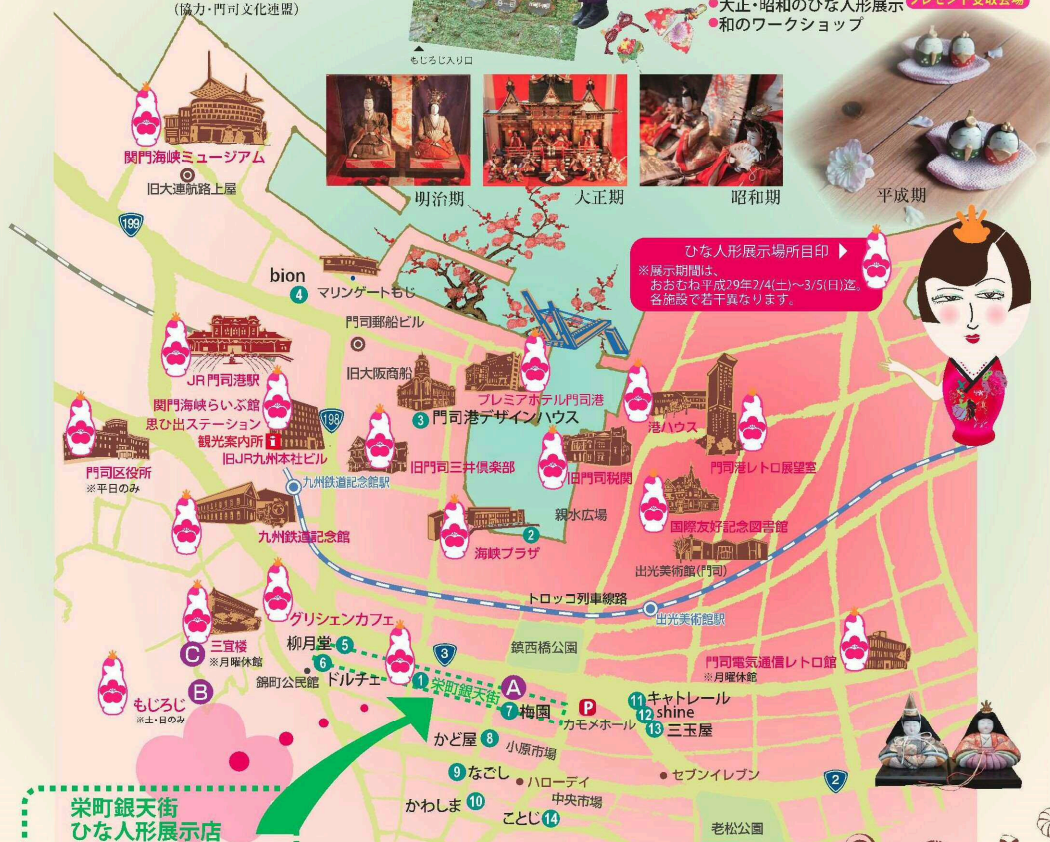 (協力・門司文化連盟)
もじろじ入り口
●大正・昭和のひな人形展示
プレゼント受取会場
●和のワークショップ
明治期
大正期
昭和期
平成期
関門海峡ミュージアム
旧大連航路上屋
199
ひな人形展示場所目印
※展示期間は、
おおむね平成29年2/4(土)〜3/5(日)迄。
各施設で若干異なります。
bion
4
マリンゲートもじ
門司郵船ビル
JR門司港駅
旧大阪商船
プレミアホテル門司港
3 門司港デザインハウス
関門海峡らいぶ館
思ひ出ステーション
観光案内所
旧JR九州本社ビル
198
港ハウス
門司港レトロ展望室
門司区役所
※平日のみ
旧門司三井倶楽部
旧門司税関
九州鉄道記念館駅
九州鉄道記念館
親水広場
2
海峡プラザ
国際友好記念図書館
出光美術館(門司)
トロッコ列車線路
出光美術館駅
グリシェンカフェ
三宜楼
C
※月曜休館
柳月堂 5
6
ドルチェ
錦町公民館
3
鎮西橋公園
門司電気通信レトロ館
※月曜休館
もじろじ
※土・日のみ
B
1
栄町銀天街
A
7 梅園
P
カモメホール
11 キャトレール
12 shine
13 三玉屋
かど屋 8
小原市場
9 なごし
ハローデイ
セブンイレブン
2
かわしま 10
中央市場
ことじ 14
老松公園
栄町銀天街
ひな人形展示店